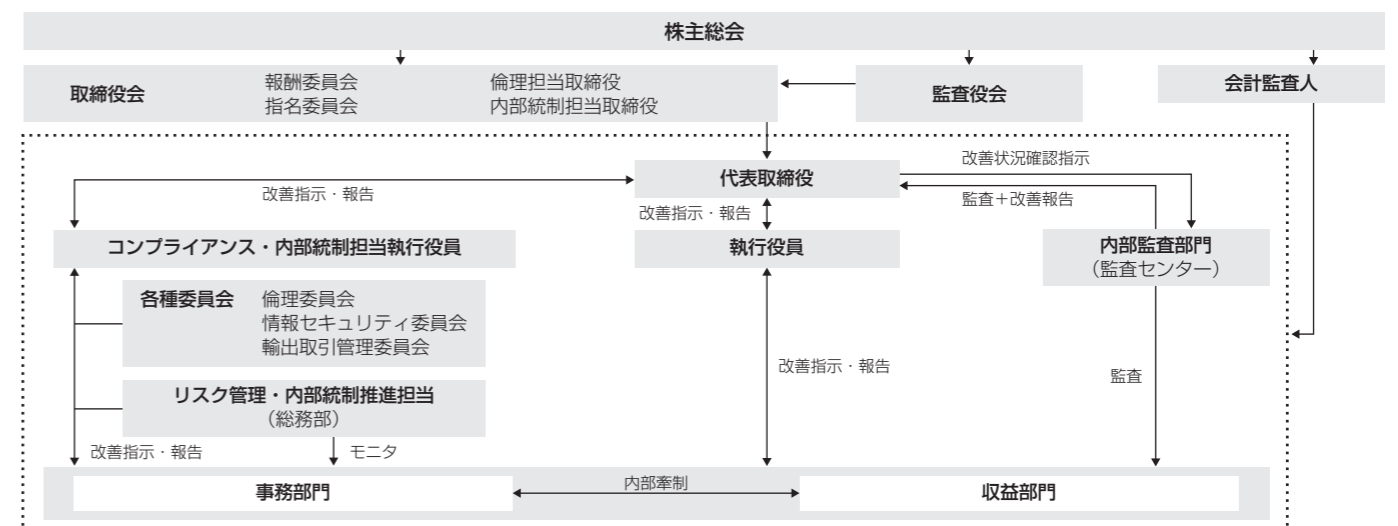 株主総会
取締役会
報酬委員会
指名委員会
倫理担当取締役
内部統制担当取締役
監査役会
会計監査人
代表取締役
改善状況確認指示
監査＋改善報告
改善指示・報告
改善指示・報告
コンプライアンス・内部統制担当執行役員
執行役員
内部監査部門
（監査センター）
各種委員会
倫理委員会
情報セキュリティ委員会
輸出取引管理委員会
改善指示・報告
監査
リスク管理・内部統制推進担当
（総務部）
改善指示・報告
モニタ
事務部門
内部牽制
収益部門